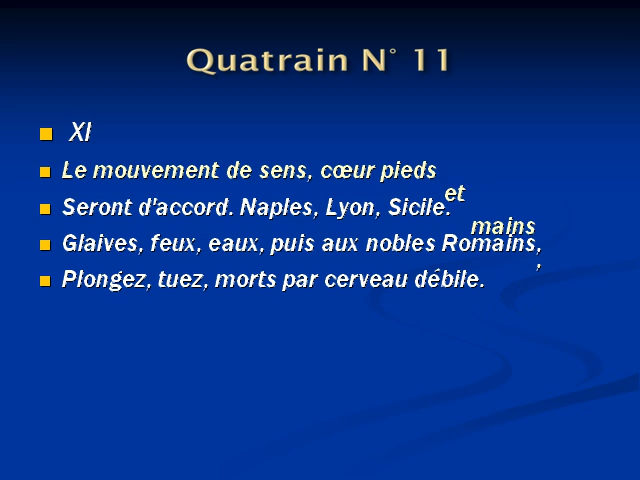 Quatrain N° 11
XI
Le mouvement de sens, cœur pieds et mains,
Seront d'accord. Naples, Lyon, Sicile.
Glaives, feux, eaux, puis aux nobles Romains,
Plongez, tuez, morts par cerveau débile.